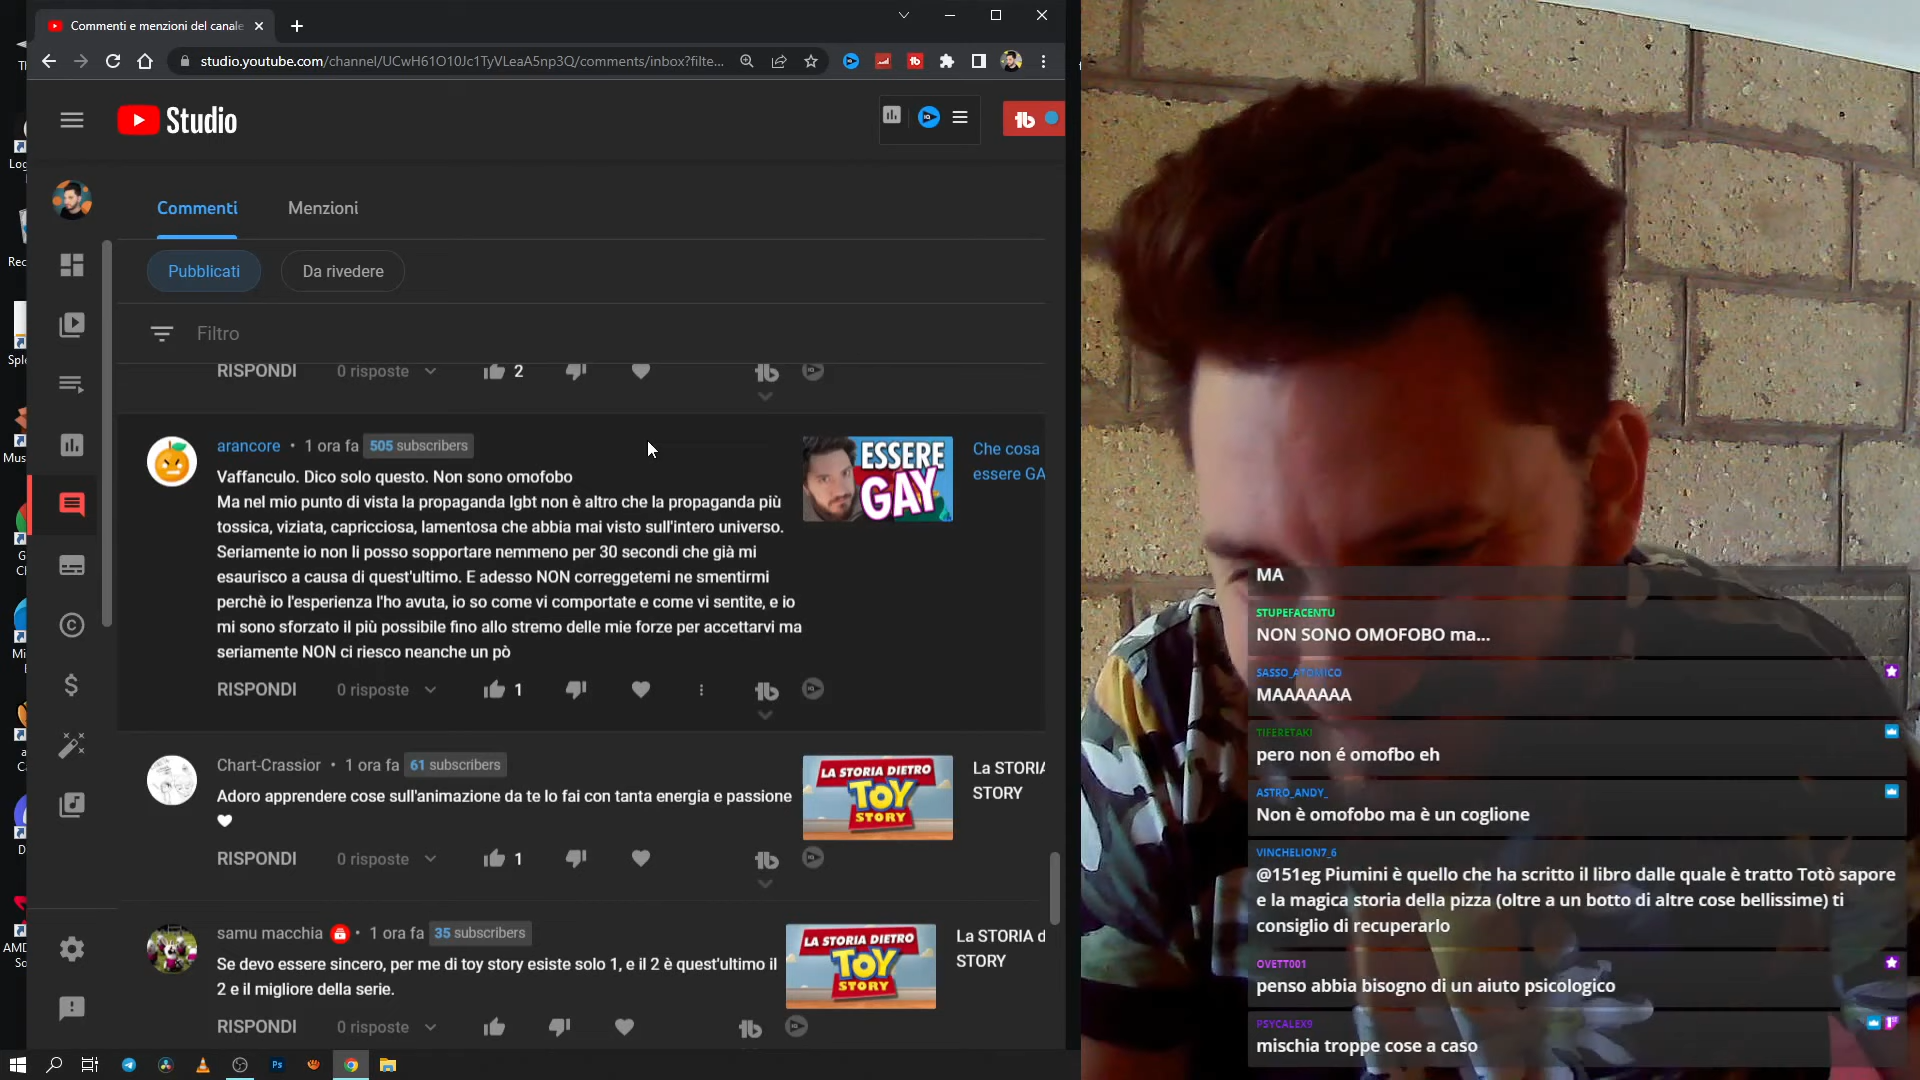 Commenti e menzioni del canale
studio.youtube.com/channel/UCwH61O10Jc1TyVLeaA5np3Q/comments/inbox?filte...
Studio
Commenti
Menzioni
Pubblicati
Da rivedere
Filtro
RISPONDI 0 risposte 2
arancore • 1 ora fa 505 subscribers
Vaffanculo. Dico solo questo. Non sono omofobo
Ma nel mio punto di vista la propaganda lgbt non è altro che la propaganda più
tossica, viziata, capricciosa, lamentosa che abbia mai visto sull'intero universo.
Seriamente io non li posso sopportare nemmeno per 30 secondi che già mi
esaurisco a causa di quest'ultimo. E adesso NON correggetemi ne smentirmi
perchè io l'esperienza l'ho avuta, io so come vi comportate e come vi sentite, e io
mi sono sforzato il più possibile fino allo stremo delle mie forze per accettarvi ma
seriamente NON ci riesco neanche un pò
RISPONDI 0 risposte 1
ESSERE
GAY
Che cosa
essere GA
Chart-Crassior • 1 ora fa 61 subscribers
Adoro apprendere cose sull'animazione da te lo fai con tanta energia e passione
RISPONDI 0 risposte 1
LA STORIA DIETRO
TOY
STORY
La STORIA
STORY
samu macchia • 1 ora fa 35 subscribers
Se devo essere sincero, per me di toy story esiste solo 1, e il 2 è quest'ultimo il
2 e il migliore della serie.
RISPONDI 0 risposte
LA STORIA DIETRO
TOY
STORY
La STORIA d
STORY
MA
STUPEFACENTU
NON SONO OMOFOBO ma...
SASSO_ATOMICO
MAAAAAAA
TIFERETAKI
pero non é omofbo eh
ASTRO_ANDY_
Non è omofobo ma è un coglione
VINCHELION7_6
@151eg Piumini è quello che ha scritto il libro dalle quale è tratto Totò sapore
e la magica storia della pizza (oltre a un botto di altre cose bellissime) ti
consiglio di recuperarlo
OVETT001
penso abbia bisogno di un aiuto psicologico
PSYCALEX9
mischia troppe cose a caso